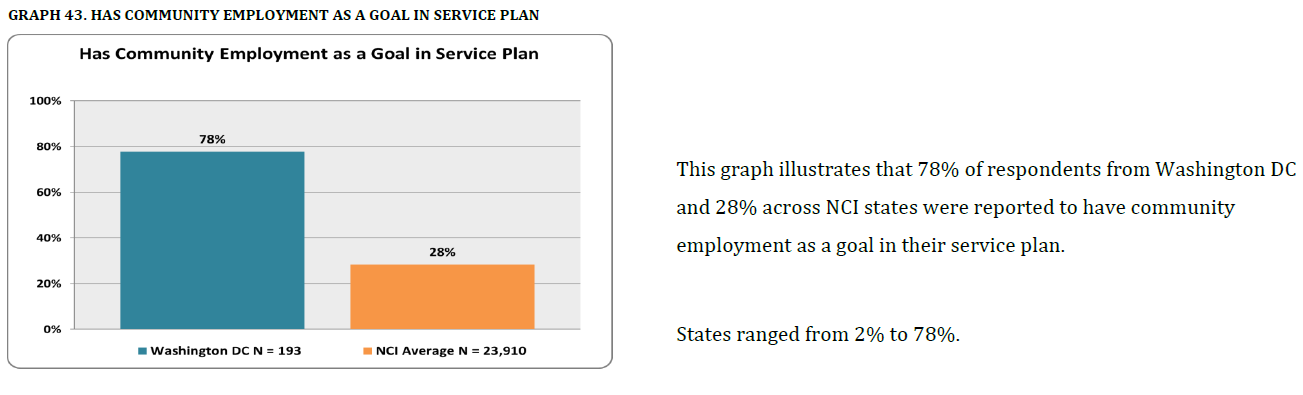 GRAPH 43. HAS COMMUNITY EMPLOYMENT AS A GOAL IN SERVICE PLAN
Has Community Employment as a Goal in Service Plan
100%
80%
60%
40%
20%
0%
78%
28%
Washington DC N = 193
NCI Average N = 23,910
This graph illustrates that 78% of respondents from Washington DC
and 28% across NCI states were reported to have community
employment as a goal in their service plan.
States ranged from 2% to 78%.